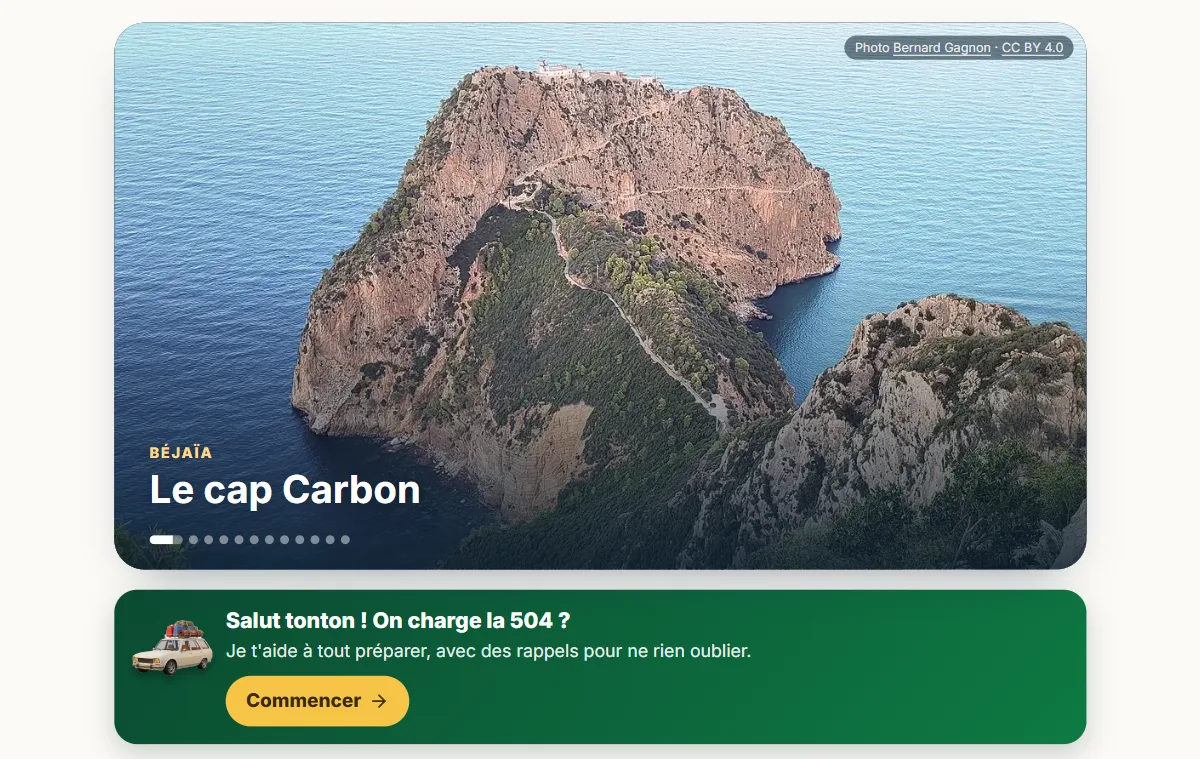 Photo Bernard Gagnon · CC BY 4.0
BÉJAÏA
Le cap Carbon
Salut tonton ! On charge la 504 ?
Je t'aide à tout préparer, avec des rappels pour ne rien oublier.
Commencer →